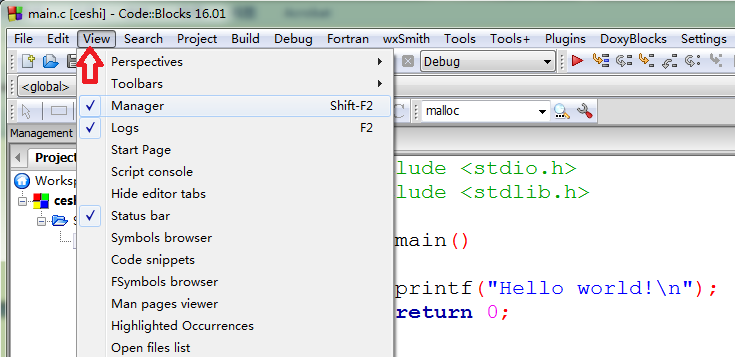 main.c [ceshi] - Code::Blocks 16.01
File Edit View Search Project Build Debug Fortran wxSmith Tools Tools+ Plugins DoxyBlocks Settings
Debug
<global>
malloc
Perspectives
Toolbars
Manager Shift-F2
Logs F2
Start Page
Script console
Hide editor tabs
Status bar
Symbols browser
Code snippets
FSymbols browser
Man pages viewer
Highlighted Occurrences
Open files list
Management
Projec
Worksp
ces
S
lude <stdio.h>
lude <stdlib.h>
main()
printf("Hello world!\n");
return 0;